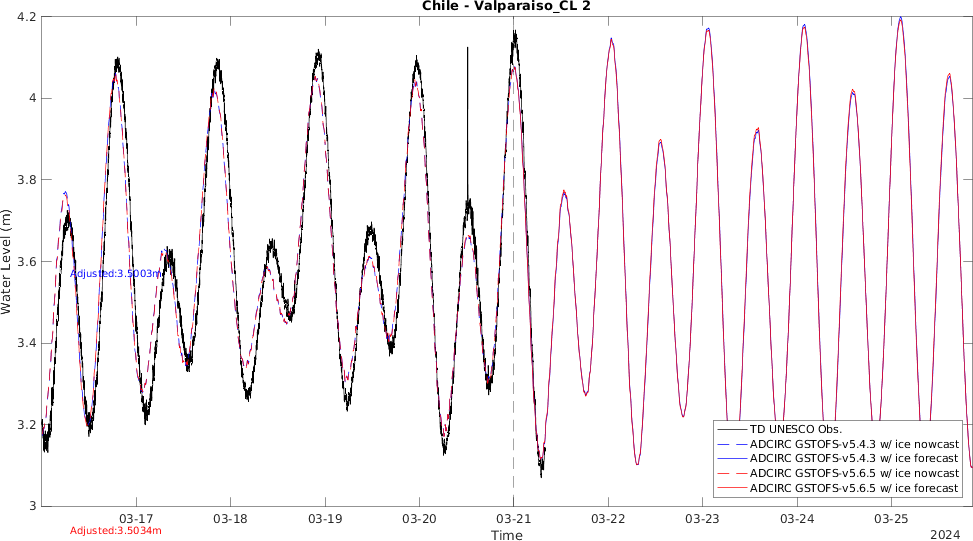 Chile - Valparaiso_CL 2
4.2
4
3.8
3.6
3.4
3.2
3
Water Level (m)
Adjusted:3.5003m
Adjusted:3.5034m
TD UNESCO Obs.
ADCIRC GSTOFS-v5.4.3 w/ ice nowcast
ADCIRC GSTOFS-v5.4.3 w/ ice forecast
ADCIRC GSTOFS-v5.6.5 w/ ice nowcast
ADCIRC GSTOFS-v5.6.5 w/ ice forecast
03-17 03-18 03-19 03-20 03-21 03-22 03-23 03-24 03-25
Time
2024